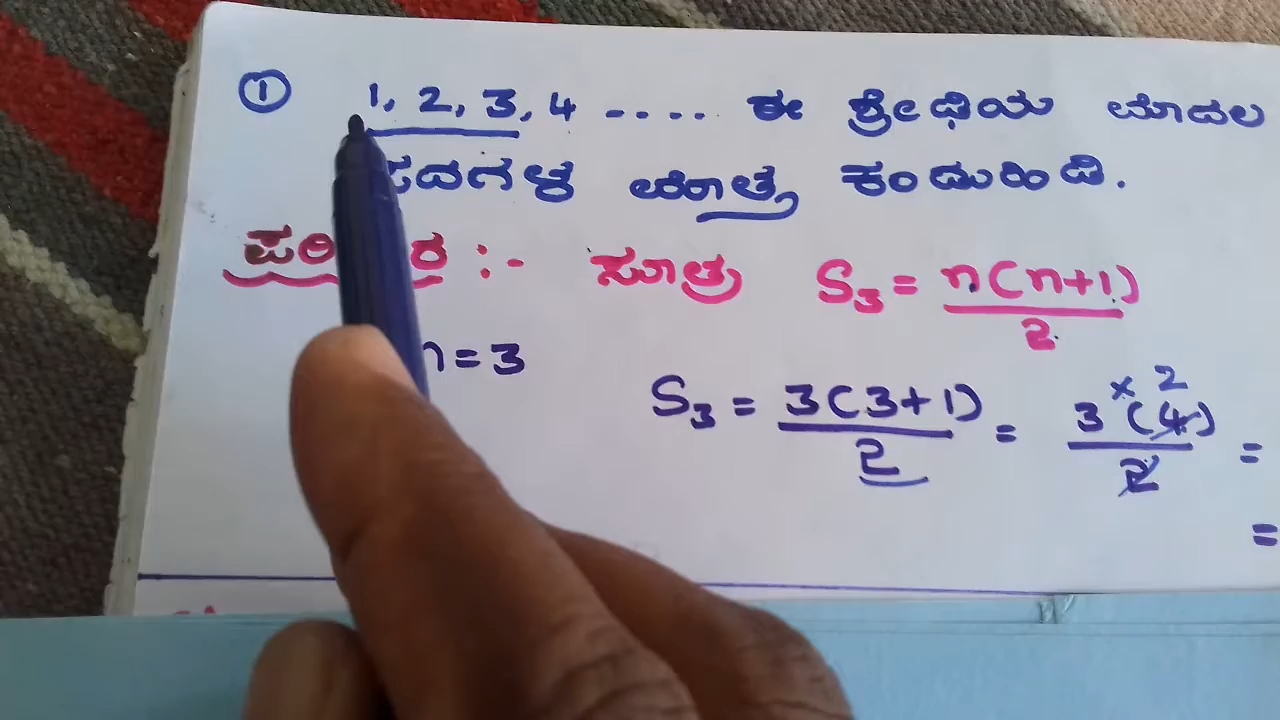 ① 1, 2, 3, 4 ..... ಈ ಶ್ರೇಢಿಯ ಮೊದಲ
ಪದಗಳ ಮೊತ್ತ ಕಂಡುಹಿಡಿ.
:- ಸೂತ್ರ S₃ = n(n+1)/2
n = 3
S₃ = 3(3+1)/2 = 3×(4)/2 2 =
=